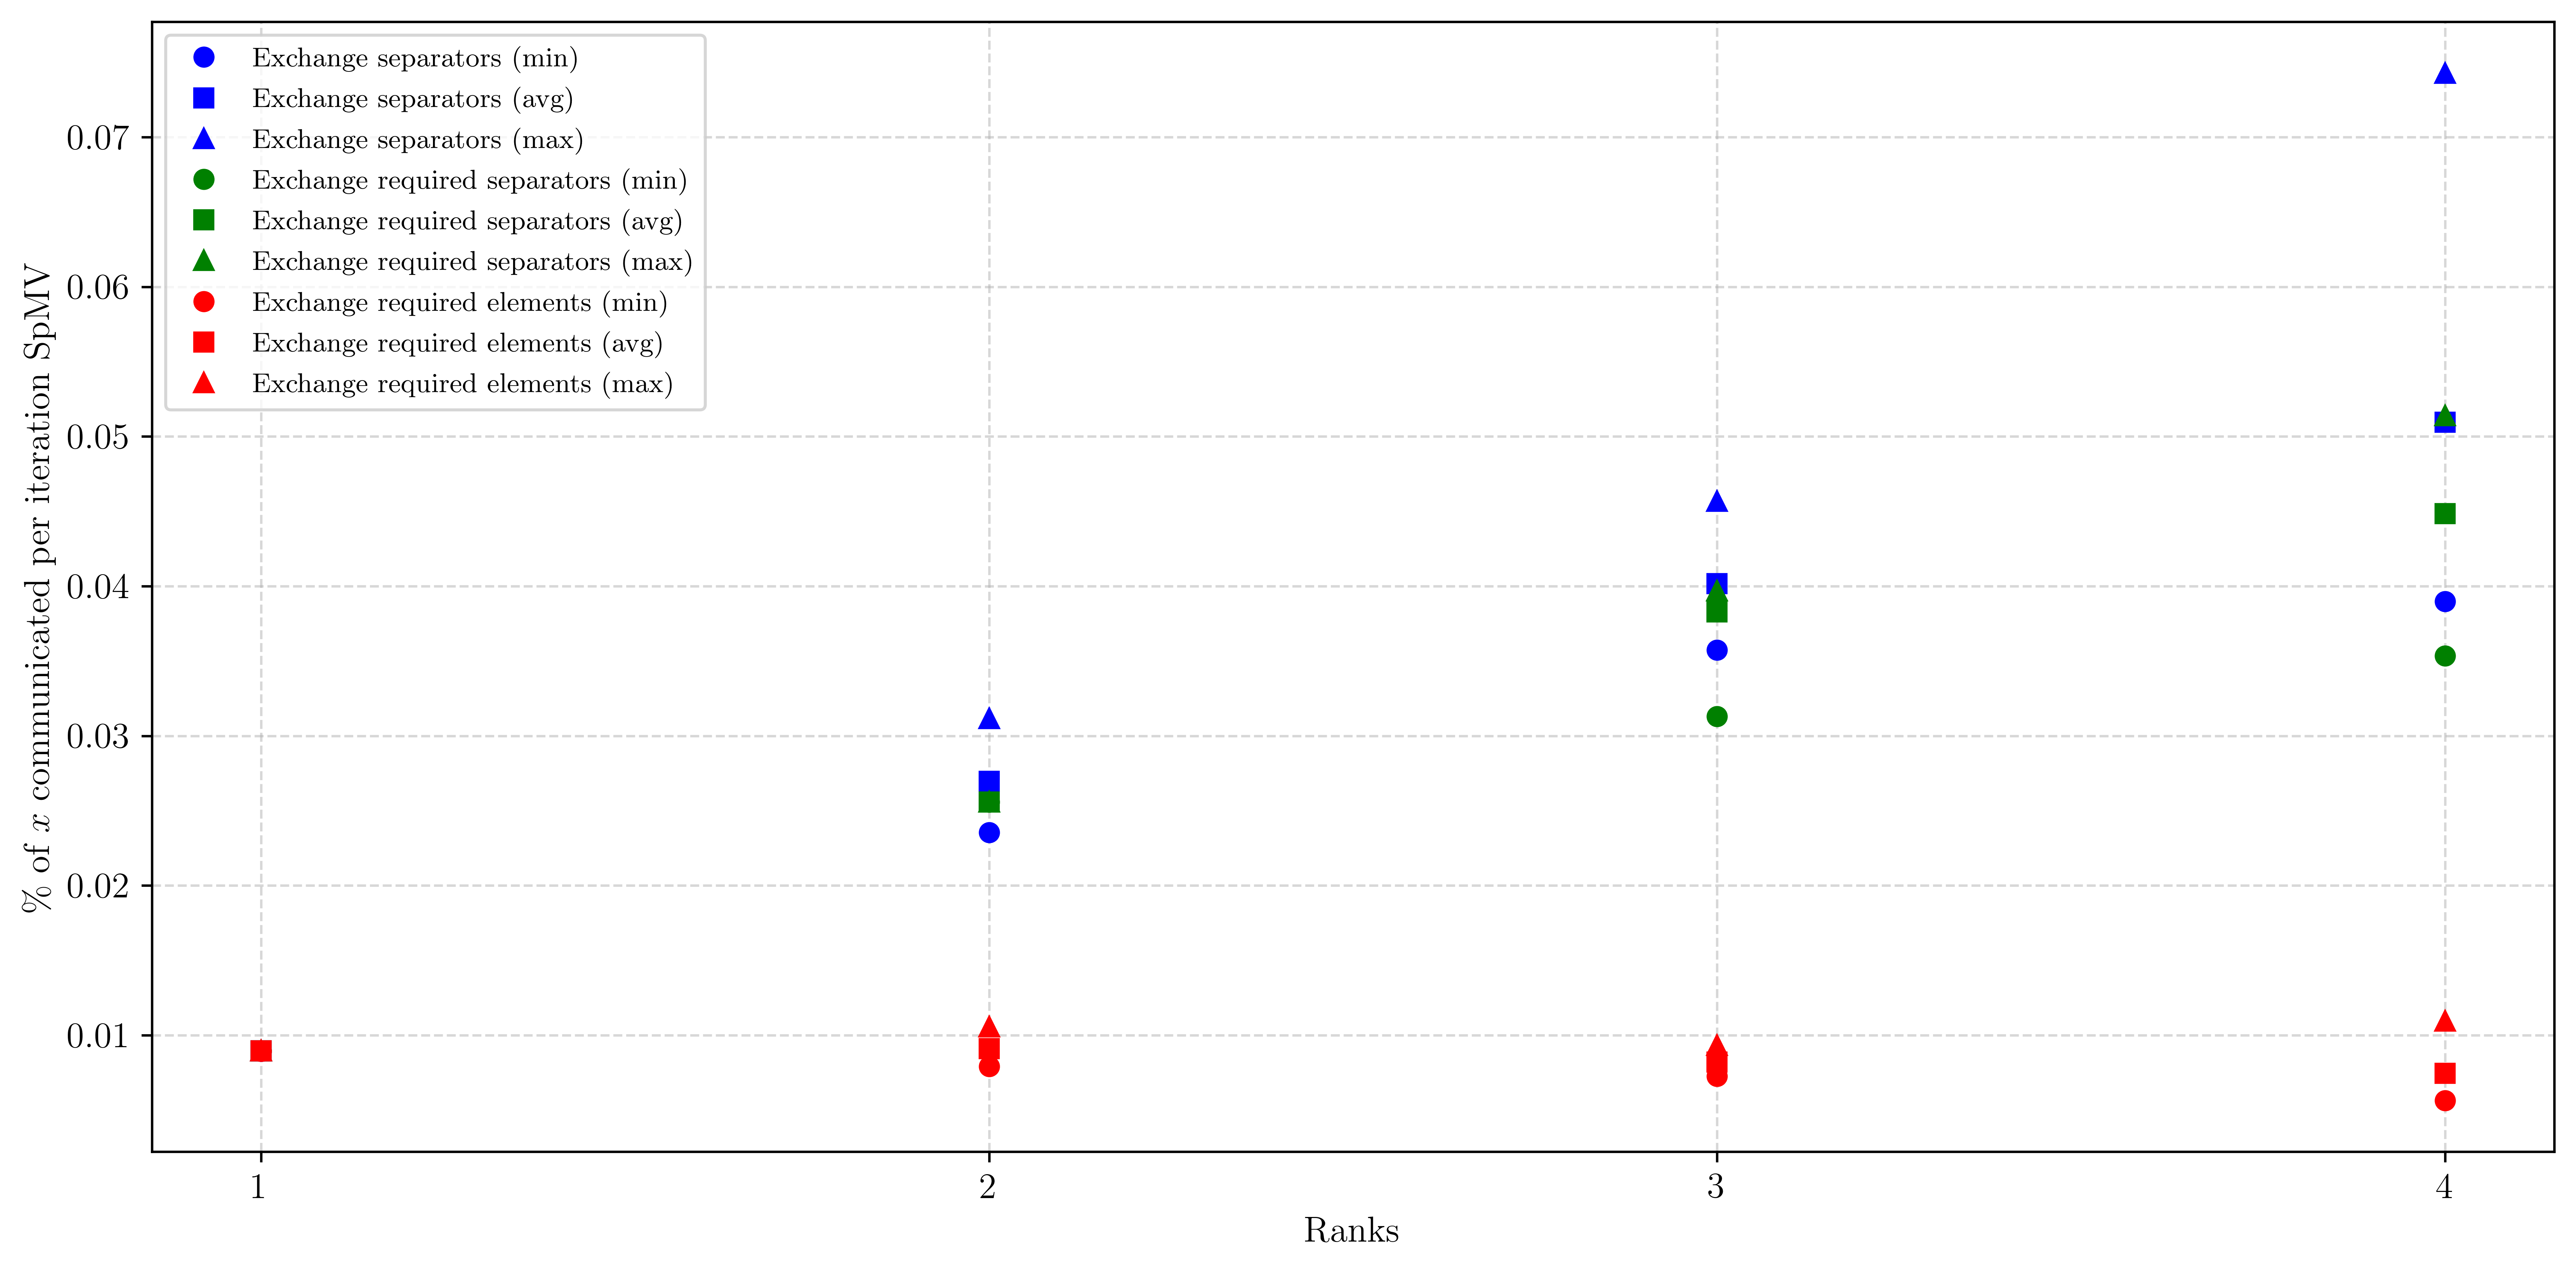 Exchange separators (min)
Exchange separators (avg)
Exchange separators (max)
Exchange required separators (min)
Exchange required separators (avg)
Exchange required separators (max)
Exchange required elements (min)
Exchange required elements (avg)
Exchange required elements (max)
% of x communicated per iteration SpMV
0.07
0.06
0.05
0.04
0.03
0.02
0.01
1 2 3 4
Ranks